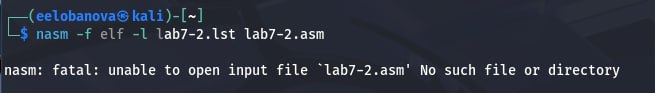 ┌──(eelobanova㉿kali)-[~]
└─$ nasm -f elf -l lab7-2.lst lab7-2.asm
nasm: fatal: unable to open input file `lab7-2.asm' No such file or directory